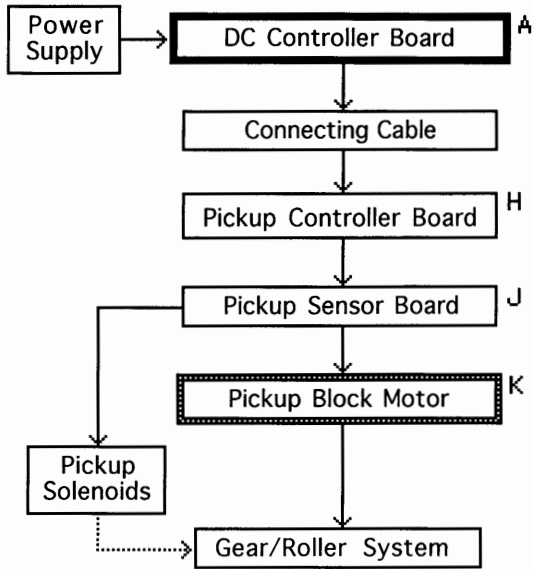 Power
Supply
DC Controller Board
A
Connecting Cable
Pickup Controller Board
H
Pickup Sensor Board
J
Pickup Block Motor
K
Pickup
Solenoids
Gear/Roller System